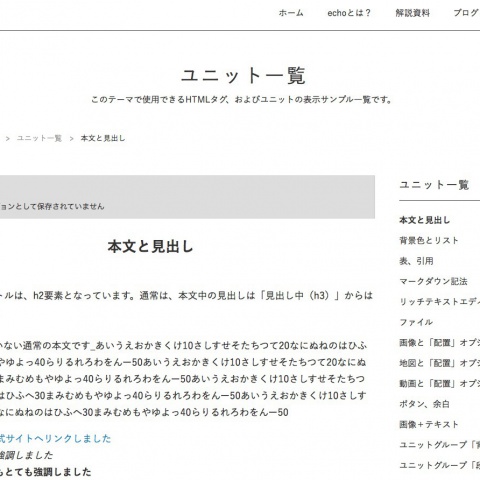 ホーム echoとは？ 解説資料 ブログ
ユニット一覧
このテーマで使用できるHTMLタグ、およびユニットの表示サンプル一覧です。
> ユニット一覧 > 本文と見出し
ョンとして保存されていません
本文と見出し
トルは、h2要素となっています。通常は、本文中の見出しは「見出し中（h3）」からは
いない通常の本文です_あいうえおかきくけ10さしすせそたちつて20なにぬねのはひふ
やゆよっ40らりるれろわをんー50あいうえおかきくけ10さしすせそたちつて20なにぬ
まみむめもやゆよっ40らりるれろわをんー50あいうえおかきくけ10さしすせそたちつ
はひふへ30まみむめもやゆよっ40らりるれろわをんー50あいうえおかきくけ10さしす
なにぬねのはひふへ30まみむめもやゆよっ40らりるれろわをんー50
式サイトへリンクしました
強調しました
もとても強調しました
ユニット一覧
本文と見出し
背景色とリスト
表、引用
マークダウン記法
リッチテキストエディ
ファイル
画像と「配置」オプシ
地図と「配置」オプシ
動画と「配置」オプシ
ボタン、余白
画像＋テキスト
ユニットグループ「背
ユニットグループ「段